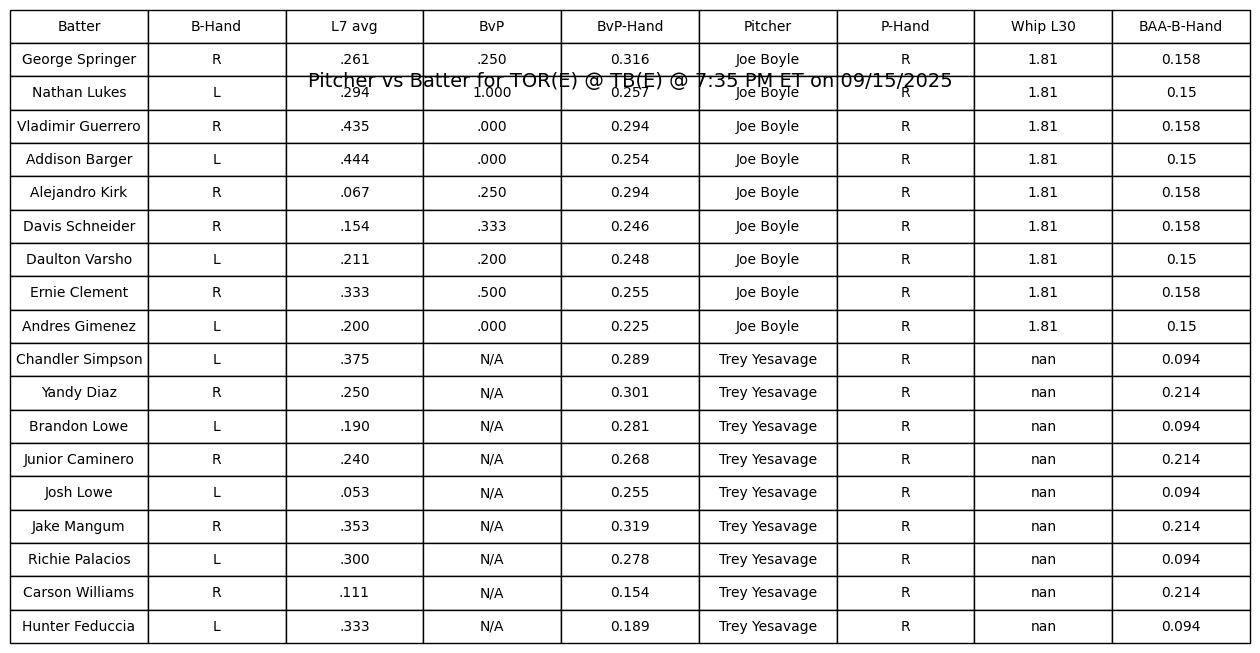 Batter B-Hand L7 avg BvP BvP-Hand Pitcher P-Hand Whip L30 BAA-B-Hand
George Springer R .261 .250 0.316 Joe Boyle R 1.81 0.158
Pitcher vs Batter for TOR(E) @ TB(E) @ 7:35 PM ET on 09/15/2025
Nathan Lukes L .294 1.000 0.257 Joe Boyle R 1.81 0.15
Vladimir Guerrero R .435 .000 0.294 Joe Boyle R 1.81 0.158
Addison Barger L .444 .000 0.254 Joe Boyle R 1.81 0.15
Alejandro Kirk R .067 .250 0.294 Joe Boyle R 1.81 0.158
Davis Schneider R .154 .333 0.246 Joe Boyle R 1.81 0.158
Daulton Varsho L .211 .200 0.248 Joe Boyle R 1.81 0.15
Ernie Clement R .333 .500 0.255 Joe Boyle R 1.81 0.158
Andres Gimenez L .200 .000 0.225 Joe Boyle R 1.81 0.15
Chandler Simpson L .375 N/A 0.289 Trey Yesavage R nan 0.094
Yandy Diaz R .250 N/A 0.301 Trey Yesavage R nan 0.214
Brandon Lowe L .190 N/A 0.281 Trey Yesavage R nan 0.094
Junior Caminero R .240 N/A 0.268 Trey Yesavage R nan 0.214
Josh Lowe L .053 N/A 0.255 Trey Yesavage R nan 0.094
Jake Mangum R .353 N/A 0.319 Trey Yesavage R nan 0.214
Richie Palacios L .300 N/A 0.278 Trey Yesavage R nan 0.094
Carson Williams R .111 N/A 0.154 Trey Yesavage R nan 0.214
Hunter Feduccia L .333 N/A 0.189 Trey Yesavage R nan 0.094